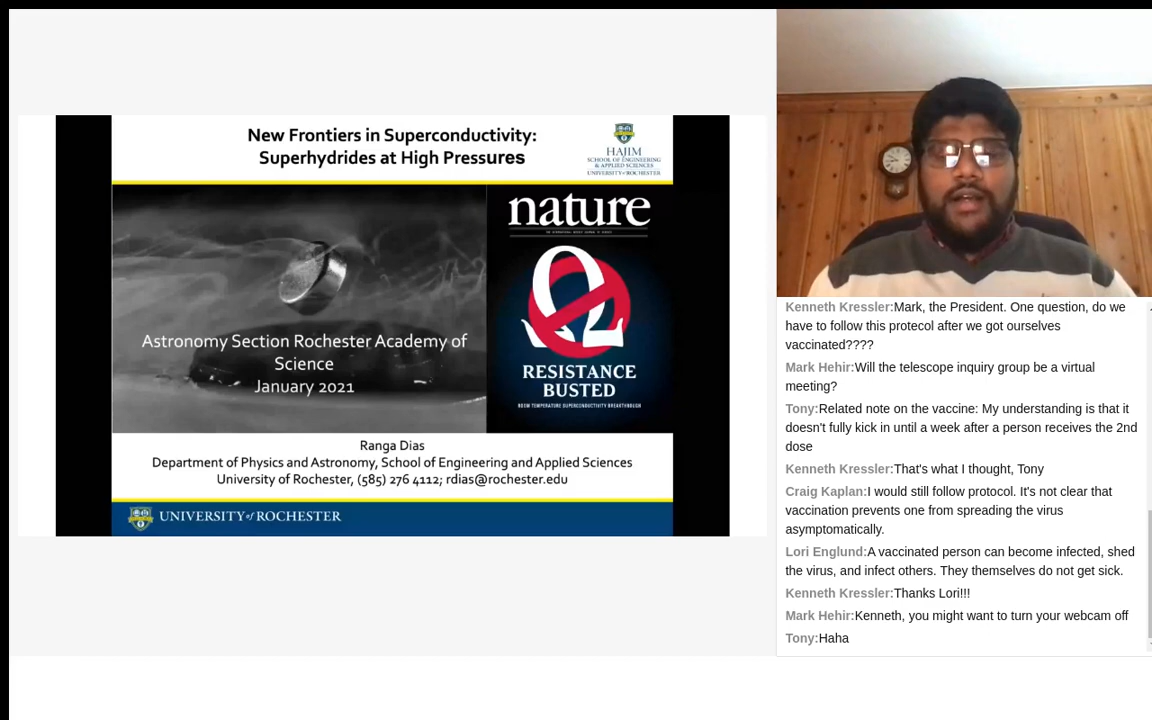 New Frontiers in Superconductivity:
Superhydrides at High Pressures
HAJIM
SCHOOL OF ENGINEERING
& APPLIED SCIENCES
UNIVERSITY of ROCHESTER
nature
Ω
RESISTANCE
BUSTED
ROOM TEMPERATURE SUPERCONDUCTIVITY BREAKTHROUGH
Astronomy Section Rochester Academy of
Science
January 2021
Ranga Dias
Department of Physics and Astronomy, School of Engineering and Applied Sciences
University of Rochester, (585) 276 4112; rdias@rochester.edu
UNIVERSITY of ROCHESTER
Kenneth Kressler:Mark, the President. One question, do we
have to follow this protecol after we got ourselves
vaccinated????
Mark Hehir:Will the telescope inquiry group be a virtual
meeting?
Tony:Related note on the vaccine: My understanding is that it
doesn't fully kick in until a week after a person receives the 2nd
dose
Kenneth Kressler:That's what I thought, Tony
Craig Kaplan:I would still follow protocol. It's not clear that
vaccination prevents one from spreading the virus
asymptomatically.
Lori Englund:A vaccinated person can become infected, shed
the virus, and infect others. They themselves do not get sick.
Kenneth Kressler:Thanks Lori!!!
Mark Hehir:Kenneth, you might want to turn your webcam off
Tony:Haha